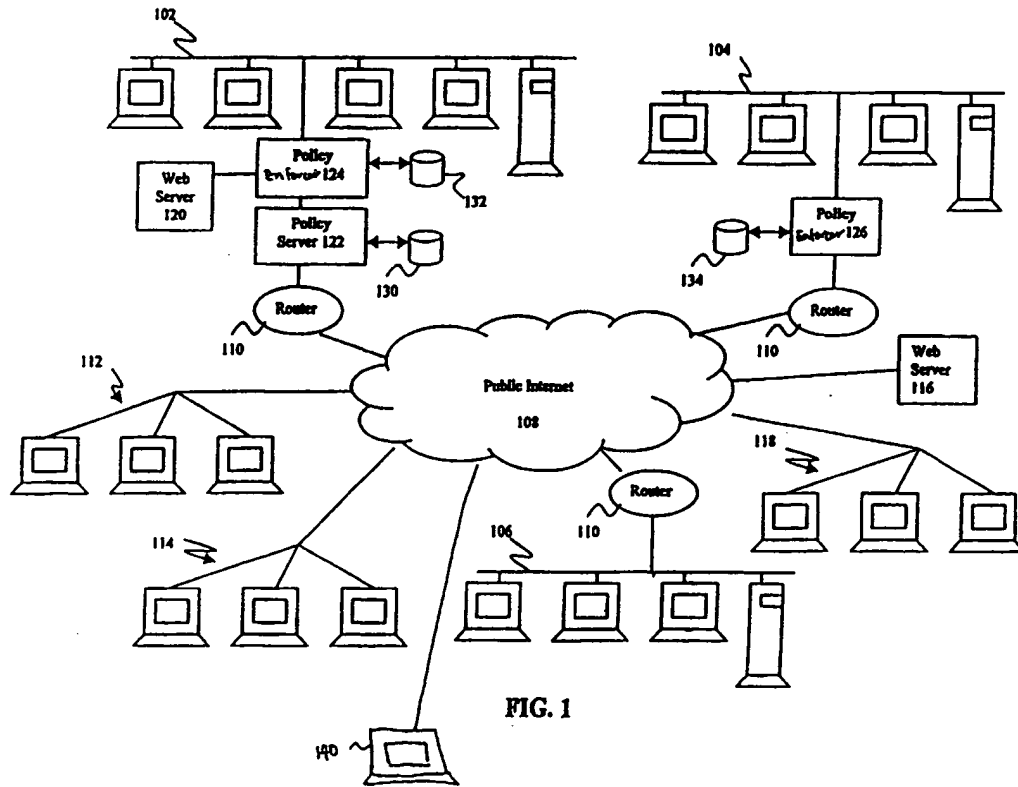 102
104
Policy
Enforcer 124
132
Web
Server
120
Policy
Server 122
130
Policy
Enforcer 126
134
Router
110
Router
110
112
Public Internet
108
Web
Server
116
118
Router
110
114
106
FIG. 1
140